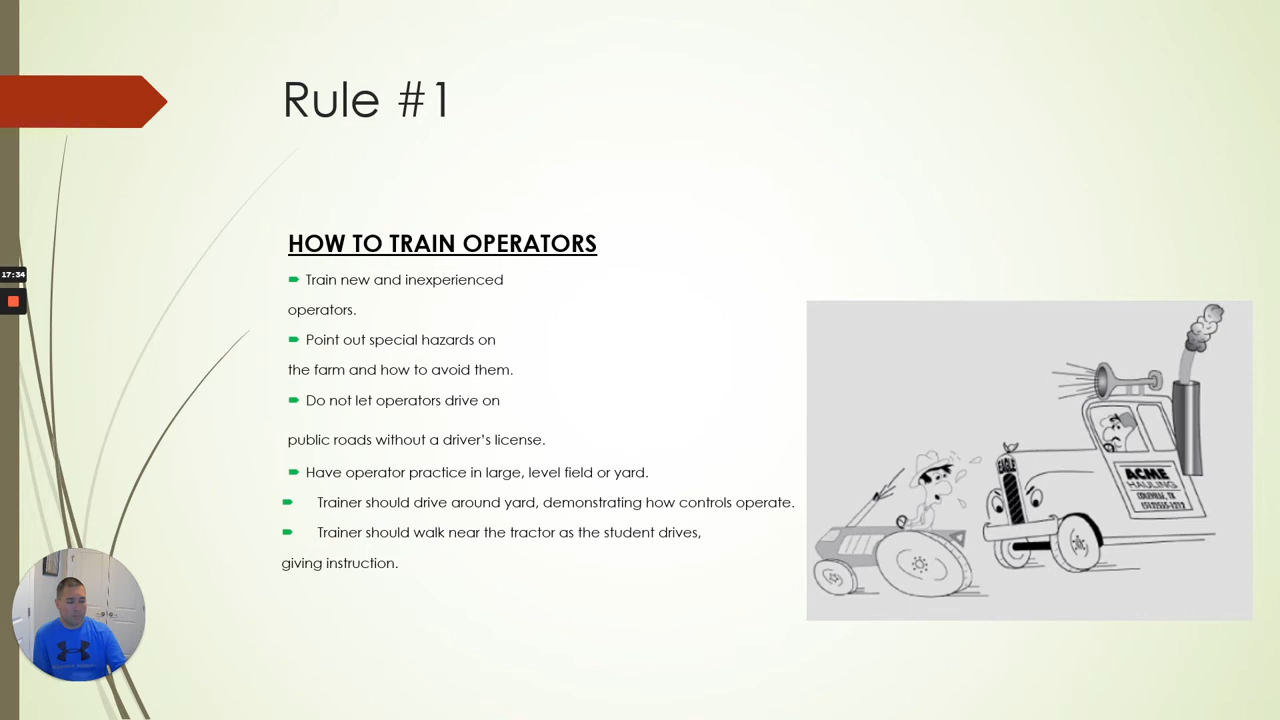 Rule #1
HOW TO TRAIN OPERATORS
Train new and inexperienced
operators.
Point out special hazards on
the farm and how to avoid them.
Do not let operators drive on
public roads without a driver's license.
Have operator practice in large, level field or yard.
Trainer should drive around yard, demonstrating how controls operate.
Trainer should walk near the tractor as the student drives,
giving instruction.
17:34
EAGLE
ACME
HAULING